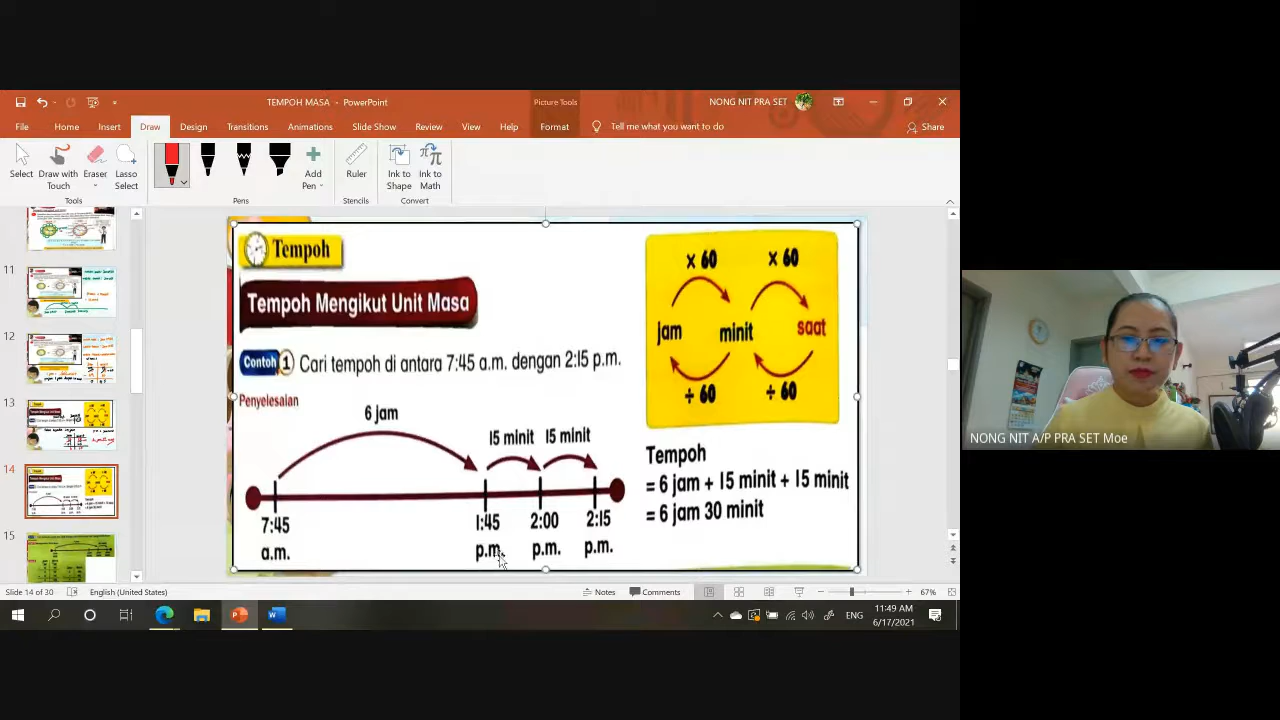 TEMPOH MASA - PowerPoint
Picture Tools
NONG NIT PRA SET
File Home Insert Draw Design Transitions Animations Slide Show Review View Help Format Tell me what you want to do Share
Select Draw with Touch Eraser Lasso Select Add Pen Ruler Ink to Shape Ink to Math
Tools Pens Stencils Convert
11
12
13
14
15
Tempoh
Tempoh Mengikut Unit Masa
Contoh 1 Cari tempoh di antara 7:45 a.m. dengan 2:15 p.m.
Penyelesaian
6 jam
15 minit 15 minit
7:45 a.m.
1:45 p.m.
2:00 p.m.
2:15 p.m.
× 60 × 60
jam minit saat
÷ 60 ÷ 60
Tempoh
= 6 jam + 15 minit + 15 minit
= 6 jam 30 minit
NONG NIT A/P PRA SET Moe
Slide 14 of 30 English (United States) Notes Comments 67%
ENG 11:49 AM
6/17/2021